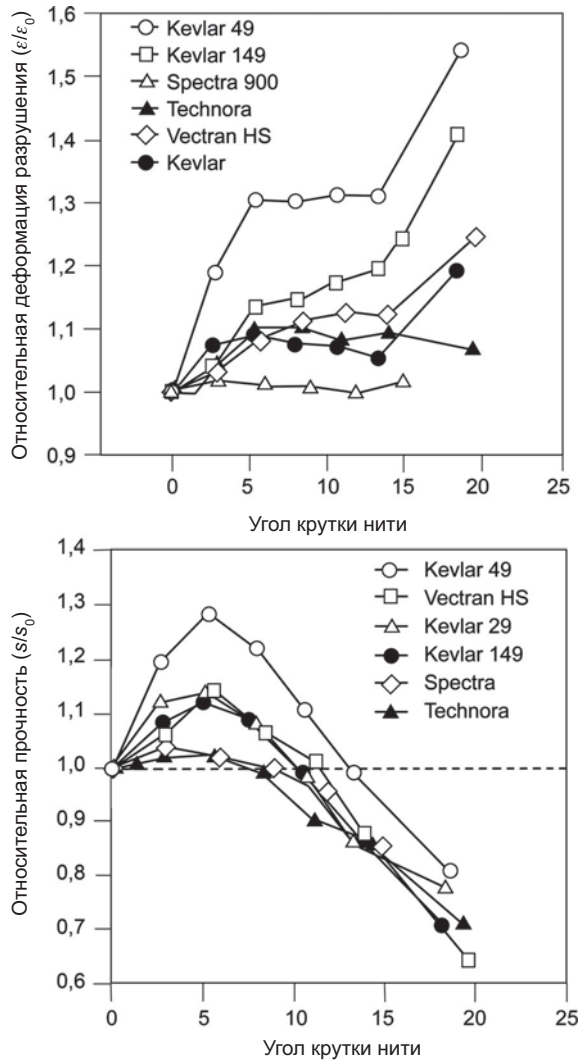 Относительная деформация разрушения (ε/ε0)
1,6
1,5
1,4
1,3
1,2
1,1
1,0
0,9
Kevlar 49
Kevlar 149
Spectra 900
Technora
Vectran HS
Kevlar
0 5 10 15 20 25
Угол крутки нити
Относительная прочность (s/s0)
1,4
1,3
1,2
1,1
1,0
0,9
0,8
0,7
0,6
Kevlar 49
Vectran HS
Kevlar 29
Kevlar 149
Spectra
Technora
0 5 10 15 20 25
Угол крутки нити